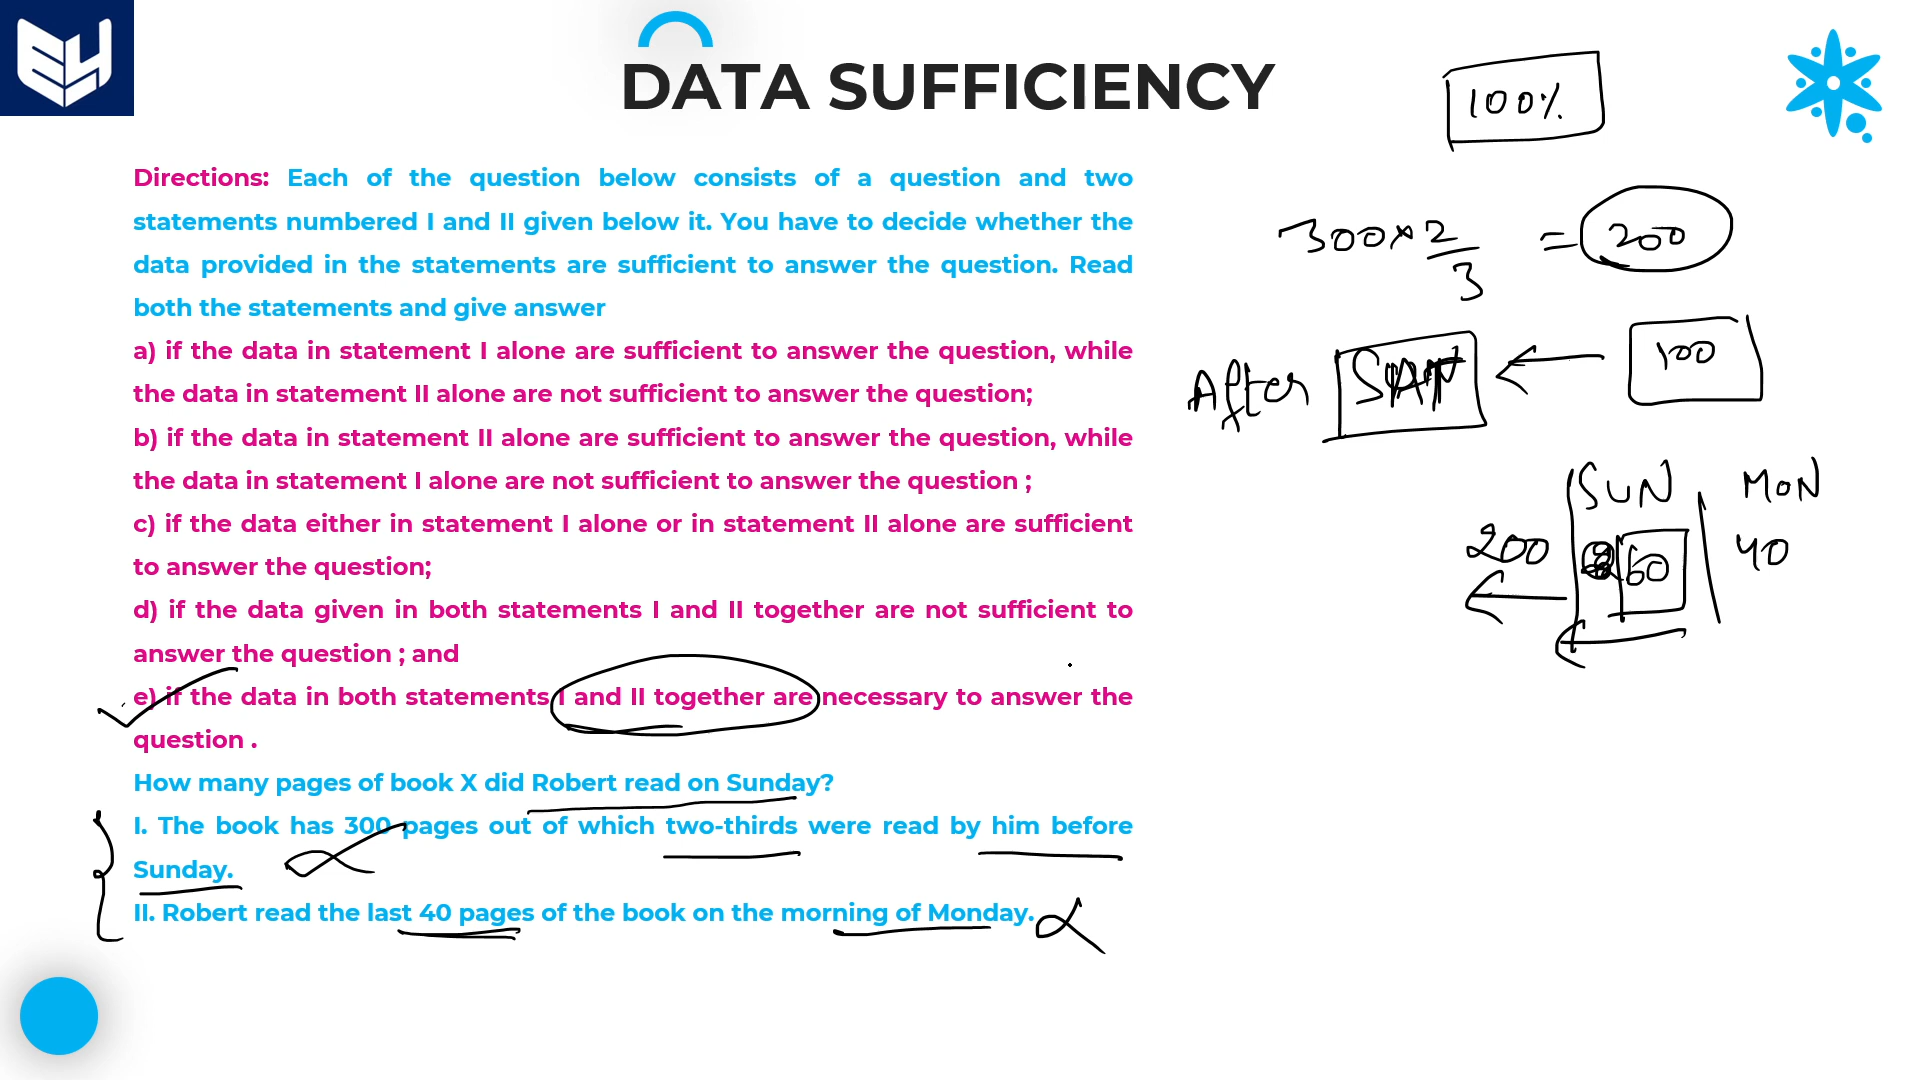 DATA SUFFICIENCY
100%
Directions: Each of the question below consists of a question and two
statements numbered I and II given below it. You have to decide whether the
data provided in the statements are sufficient to answer the question. Read
both the statements and give answer
a) if the data in statement I alone are sufficient to answer the question, while
the data in statement II alone are not sufficient to answer the question;
b) if the data in statement II alone are sufficient to answer the question, while
the data in statement I alone are not sufficient to answer the question ;
c) if the data either in statement I alone or in statement II alone are sufficient
to answer the question;
d) if the data given in both statements I and II together are not sufficient to
answer the question ; and
e) if the data in both statements I and II together are necessary to answer the
question .
How many pages of book X did Robert read on Sunday?
I. The book has 300 pages out of which two-thirds were read by him before
Sunday.
II. Robert read the last 40 pages of the book on the morning of Monday.
300 × 2/3 = 200
After 100
SUN MON
200 60 40